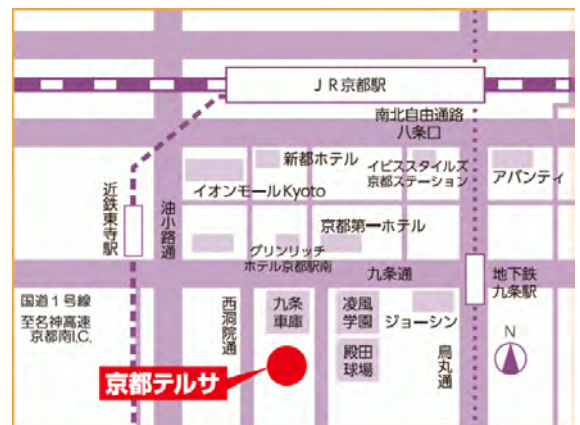 JR京都駅
南北自由通路
八条口
新都ホテル
イビススタイルズ
京都ステーション
アバンティ
イオンモールKyoto
近鉄東寺駅
油小路通
京都第一ホテル
グリンリッチ
ホテル京都駅南
九条通
地下鉄
九条駅
国道1号線
至名神高速
京都南I.C.
西洞院通
九条
車庫
凌風
学園
ジョーシン
殿田
球場
烏丸通
N
京都テルサ